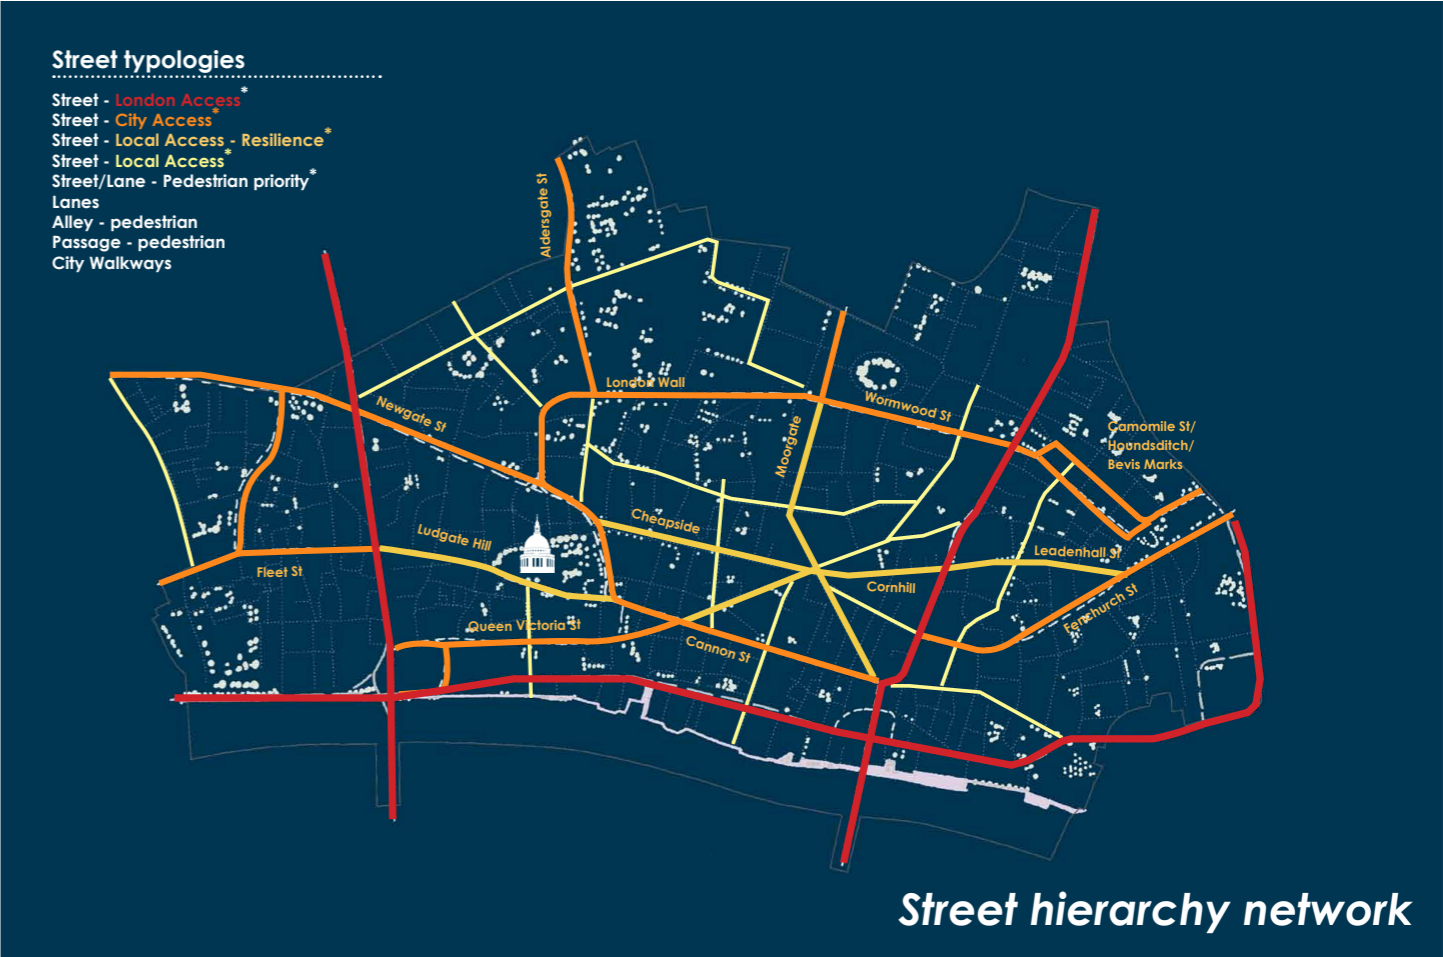 Street typologies
Street - London Access*
Street - City Access*
Street - Local Access - Resilience*
Street - Local Access*
Street/Lane - Pedestrian priority*
Lanes
Alley - pedestrian
Passage - pedestrian
City Walkways
Aldersgate St
London Wall
Newgate St
Wormwood St
Moorgate
Camomile St/
Houndsditch/
Bevis Marks
Cheapside
Ludgate Hill
Fleet St
Leadenhall St
Cornhill
Fenchurch St
Queen Victoria St
Cannon St
Street hierarchy network